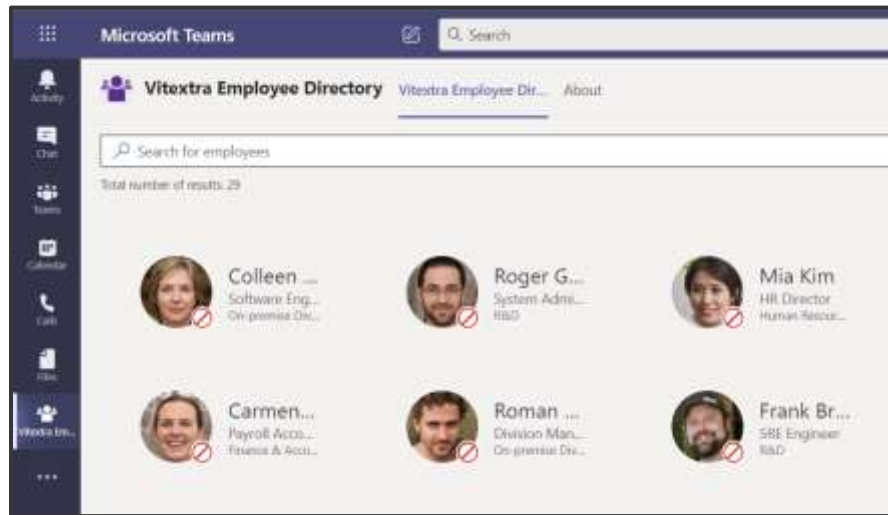 Microsoft Teams
Search
Activity
Chat
Teams
Calendar
Calls
Files
Vitextra Em...
Vitextra Employee Directory
Vitextra Employee Dir...
About
Search for employees
Total number of results: 29
Colleen ...
Software Eng...
On-premise Div...
Roger G...
System Admi...
R&D
Mia Kim
HR Director
Human Resour...
Carmen...
Payroll Acco...
Finance & Acco...
Roman ...
Division Man...
On-premise Div...
Frank Br...
SRE Engineer
R&D